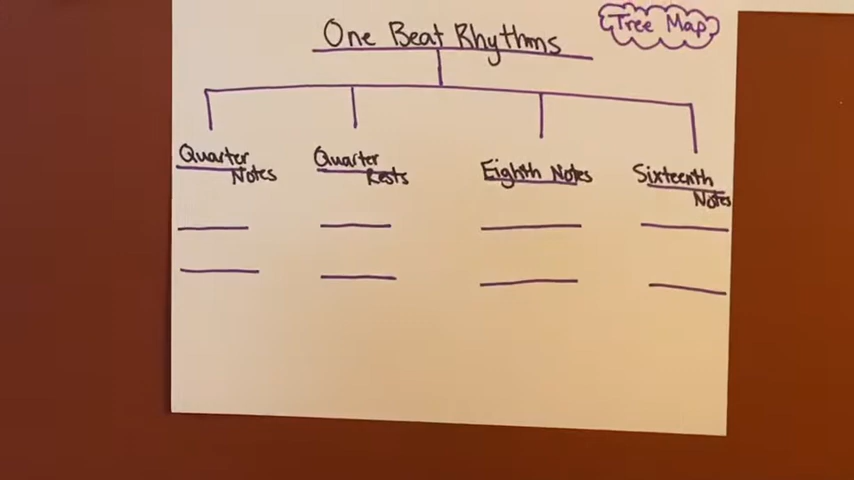 One Beat Rhythms
Tree Map
Quarter
Notes
Quarter
Rests
Eighth Notes
Sixteenth
Notes